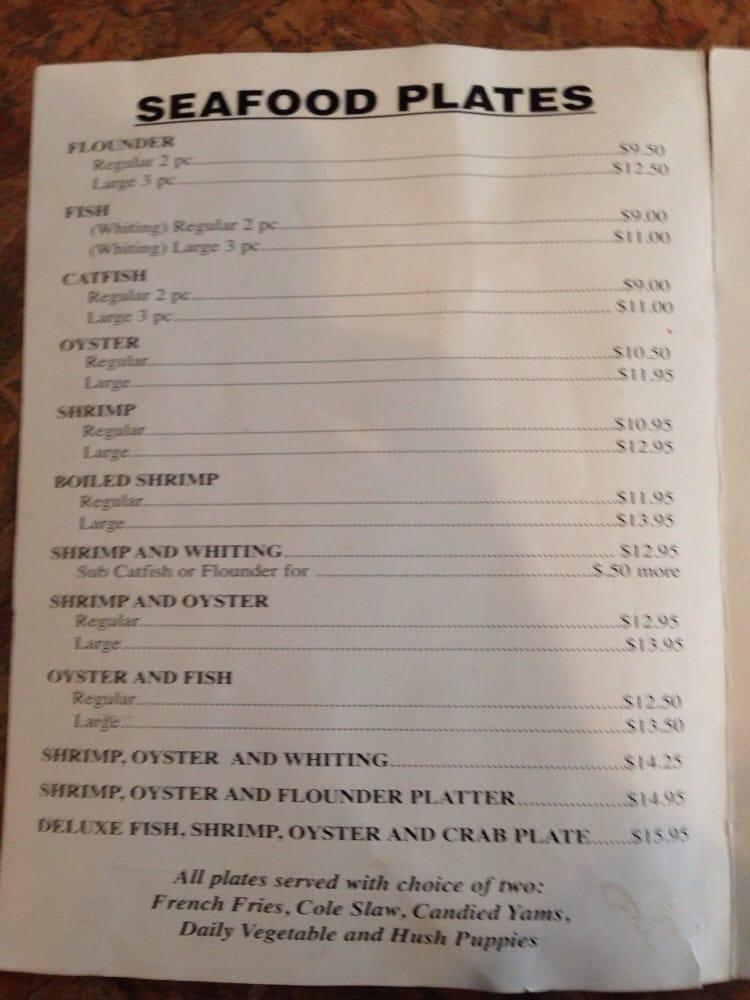 SEAFOOD PLATES
FLOUNDER
Regular 2 pc $9.50
Large 3 pc $12.50
FISH
(Whiting) Regular 2 pc $9.00
(Whiting) Large 3 pc $11.00
CATFISH
Regular 2 pc $9.00
Large 3 pc $11.00
OYSTER
Regular $10.50
Large $11.95
SHRIMP
Regular $10.95
Large $12.95
BOILED SHRIMP
Regular $11.95
Large $13.95
SHRIMP AND WHITING $12.95
Sub Catfish or Flounder for $.50 more
SHRIMP AND OYSTER
Regular $12.95
Large $13.95
OYSTER AND FISH
Regular $12.50
Large $13.50
SHRIMP, OYSTER AND WHITING $14.25
SHRIMP, OYSTER AND FLOUNDER PLATTER $14.95
DELUXE FISH, SHRIMP, OYSTER AND CRAB PLATE $15.95
All plates served with choice of two:
French Fries, Cole Slaw, Candied Yams,
Daily Vegetable and Hush Puppies